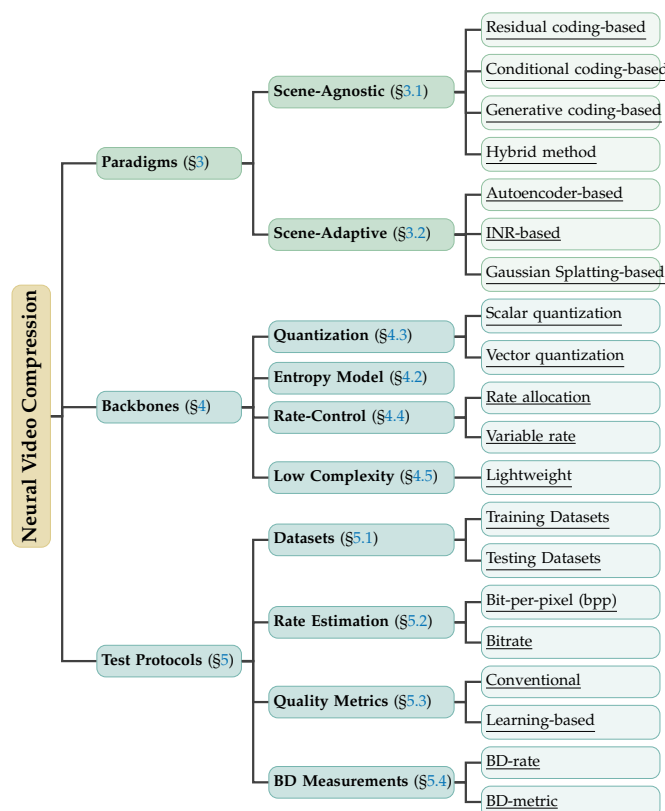 Neural Video Compression
Paradigms (§3)
Scene-Agnostic (§3.1)
Residual coding-based
Conditional coding-based
Generative coding-based
Hybrid method
Scene-Adaptive (§3.2)
Autoencoder-based
INR-based
Gaussian Splatting-based
Backbones (§4)
Quantization (§4.3)
Scalar quantization
Vector quantization
Entropy Model (§4.2)
Rate-Control (§4.4)
Rate allocation
Variable rate
Low Complexity (§4.5)
Lightweight
Test Protocols (§5)
Datasets (§5.1)
Training Datasets
Testing Datasets
Rate Estimation (§5.2)
Bit-per-pixel (bpp)
Bitrate
Quality Metrics (§5.3)
Conventional
Learning-based
BD Measurements (§5.4)
BD-rate
BD-metric